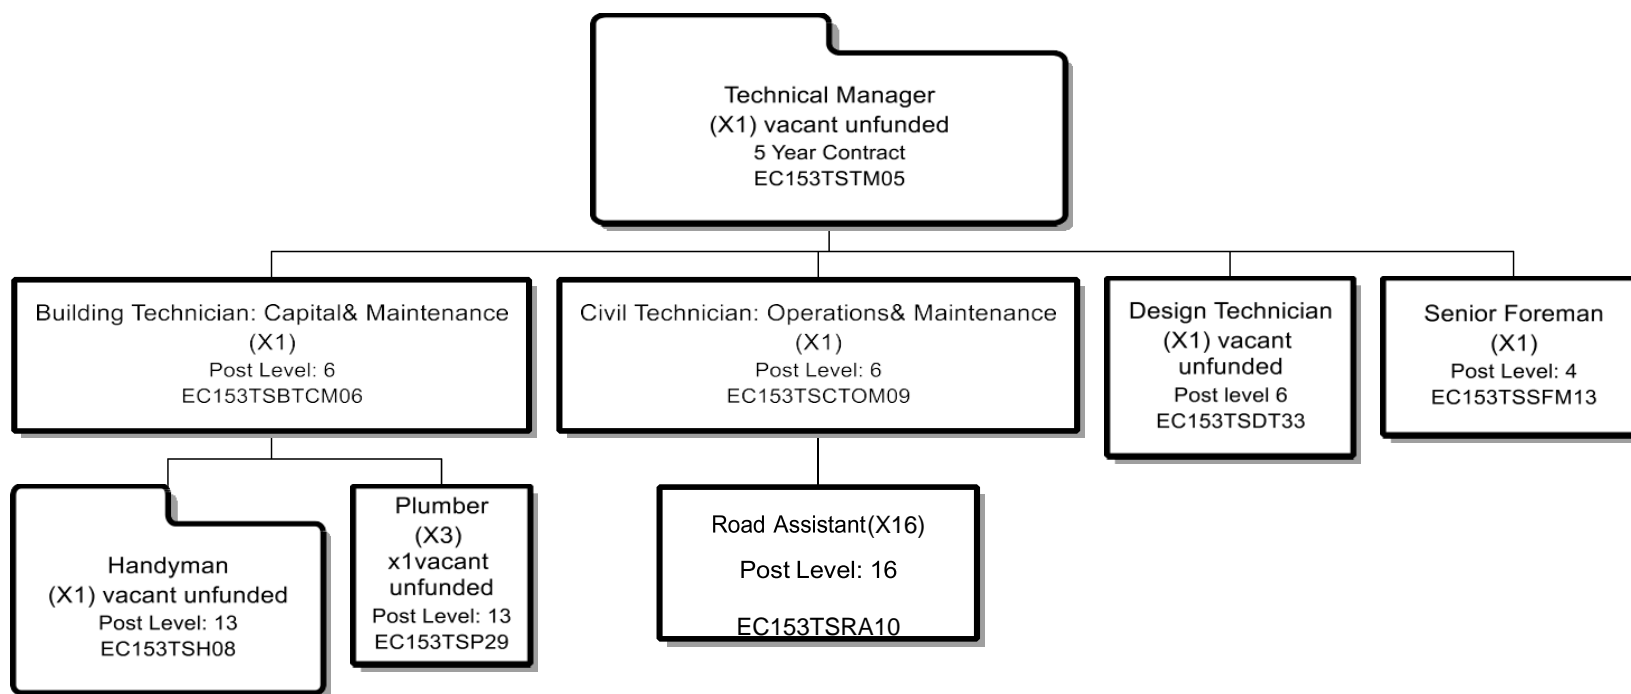 Technical Manager
(X1) vacant unfunded
5 Year Contract
EC153TSTM05
Building Technician: Capital& Maintenance
(X1)
Post Level: 6
EC153TSBTCM06
Civil Technician: Operations& Maintenance
(X1)
Post Level: 6
EC153TSCTOM09
Design Technician
(X1) vacant
unfunded
Post level 6
EC153TSDT33
Senior Foreman
(X1)
Post Level: 4
EC153TSSFM13
Handyman
(X1) vacant unfunded
Post Level: 13
EC153TSH08
Plumber
(X3)
x1vacant
unfunded
Post Level: 13
EC153TSP29
Road Assistant(X16)
Post Level: 16
EC153TSRA10